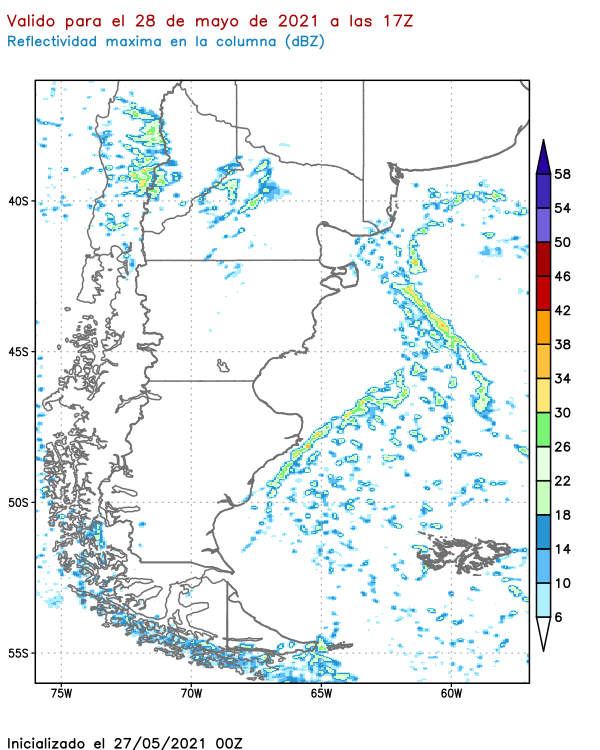 Valido para el 28 de mayo de 2021 a las 17Z
Reflectividad maxima en la columna (dBZ)
40S
45S
50S
55S
75W
70W
65W
60W
58
54
50
46
42
38
34
30
26
22
18
14
10
6
Inicializado el 27/05/2021 00Z